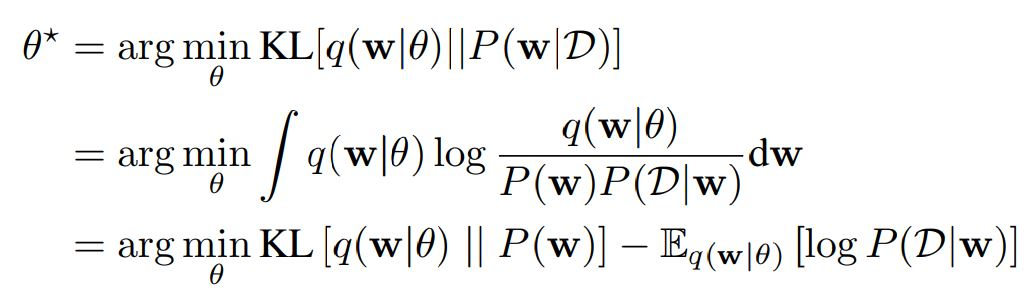 θ* = arg min_θ KL[q(𝐰|θ)||P(𝐰|𝒟)]
= arg min_θ ∫ q(𝐰|θ) log q(𝐰|θ) / P(𝐰)P(𝒟|𝐰) d𝐰
= arg min_θ KL [q(𝐰|θ) || P(𝐰)] − 𝔼_q(𝐰|θ) [log P(𝒟|𝐰)]